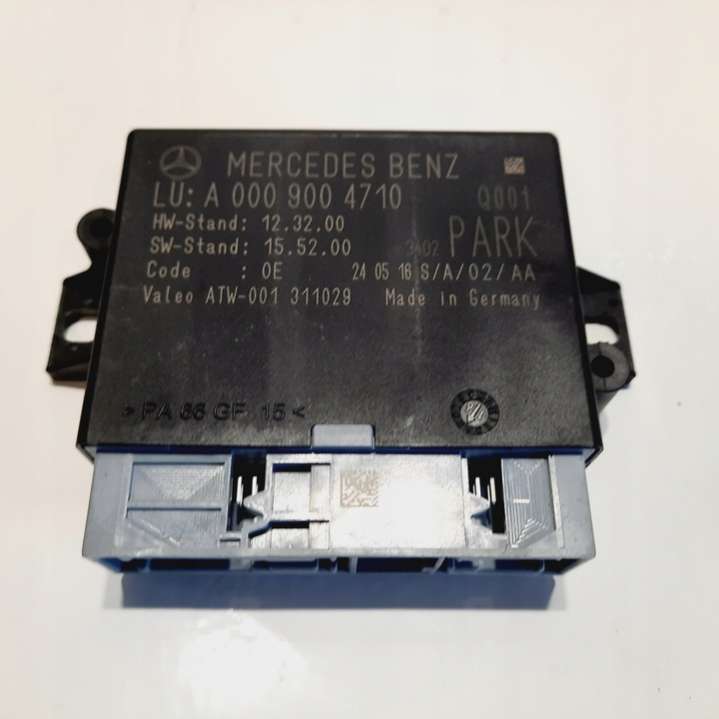 MERCEDES BENZ
LU: A 000 900 4710 Q001
HW-Stand: 12.32.00
SW-Stand: 15.52.00 3402 PARK
Code : 0E 24 05 16 S/A/02/AA
Valeo ATW-001 311029 Made in Germany
>PA 66 GF 15<